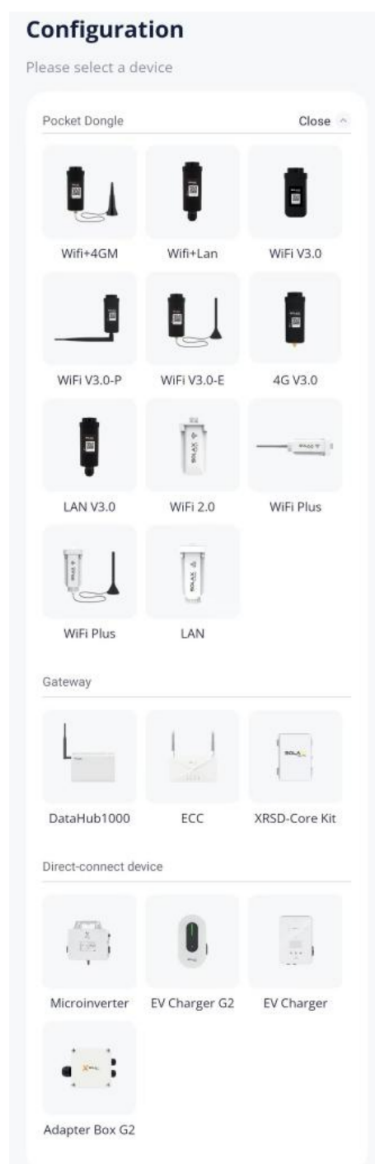 Configuration
Please select a device
Pocket Dongle Close
Wifi+4GM Wifi+Lan WiFi V3.0
WiFi V3.0-P WiFi V3.0-E 4G V3.0
LAN V3.0 WiFi 2.0 WiFi Plus
WiFi Plus LAN
Gateway
DataHub1000 ECC XRSD-Core Kit
Direct-connect device
Microinverter EV Charger G2 EV Charger
Adapter Box G2